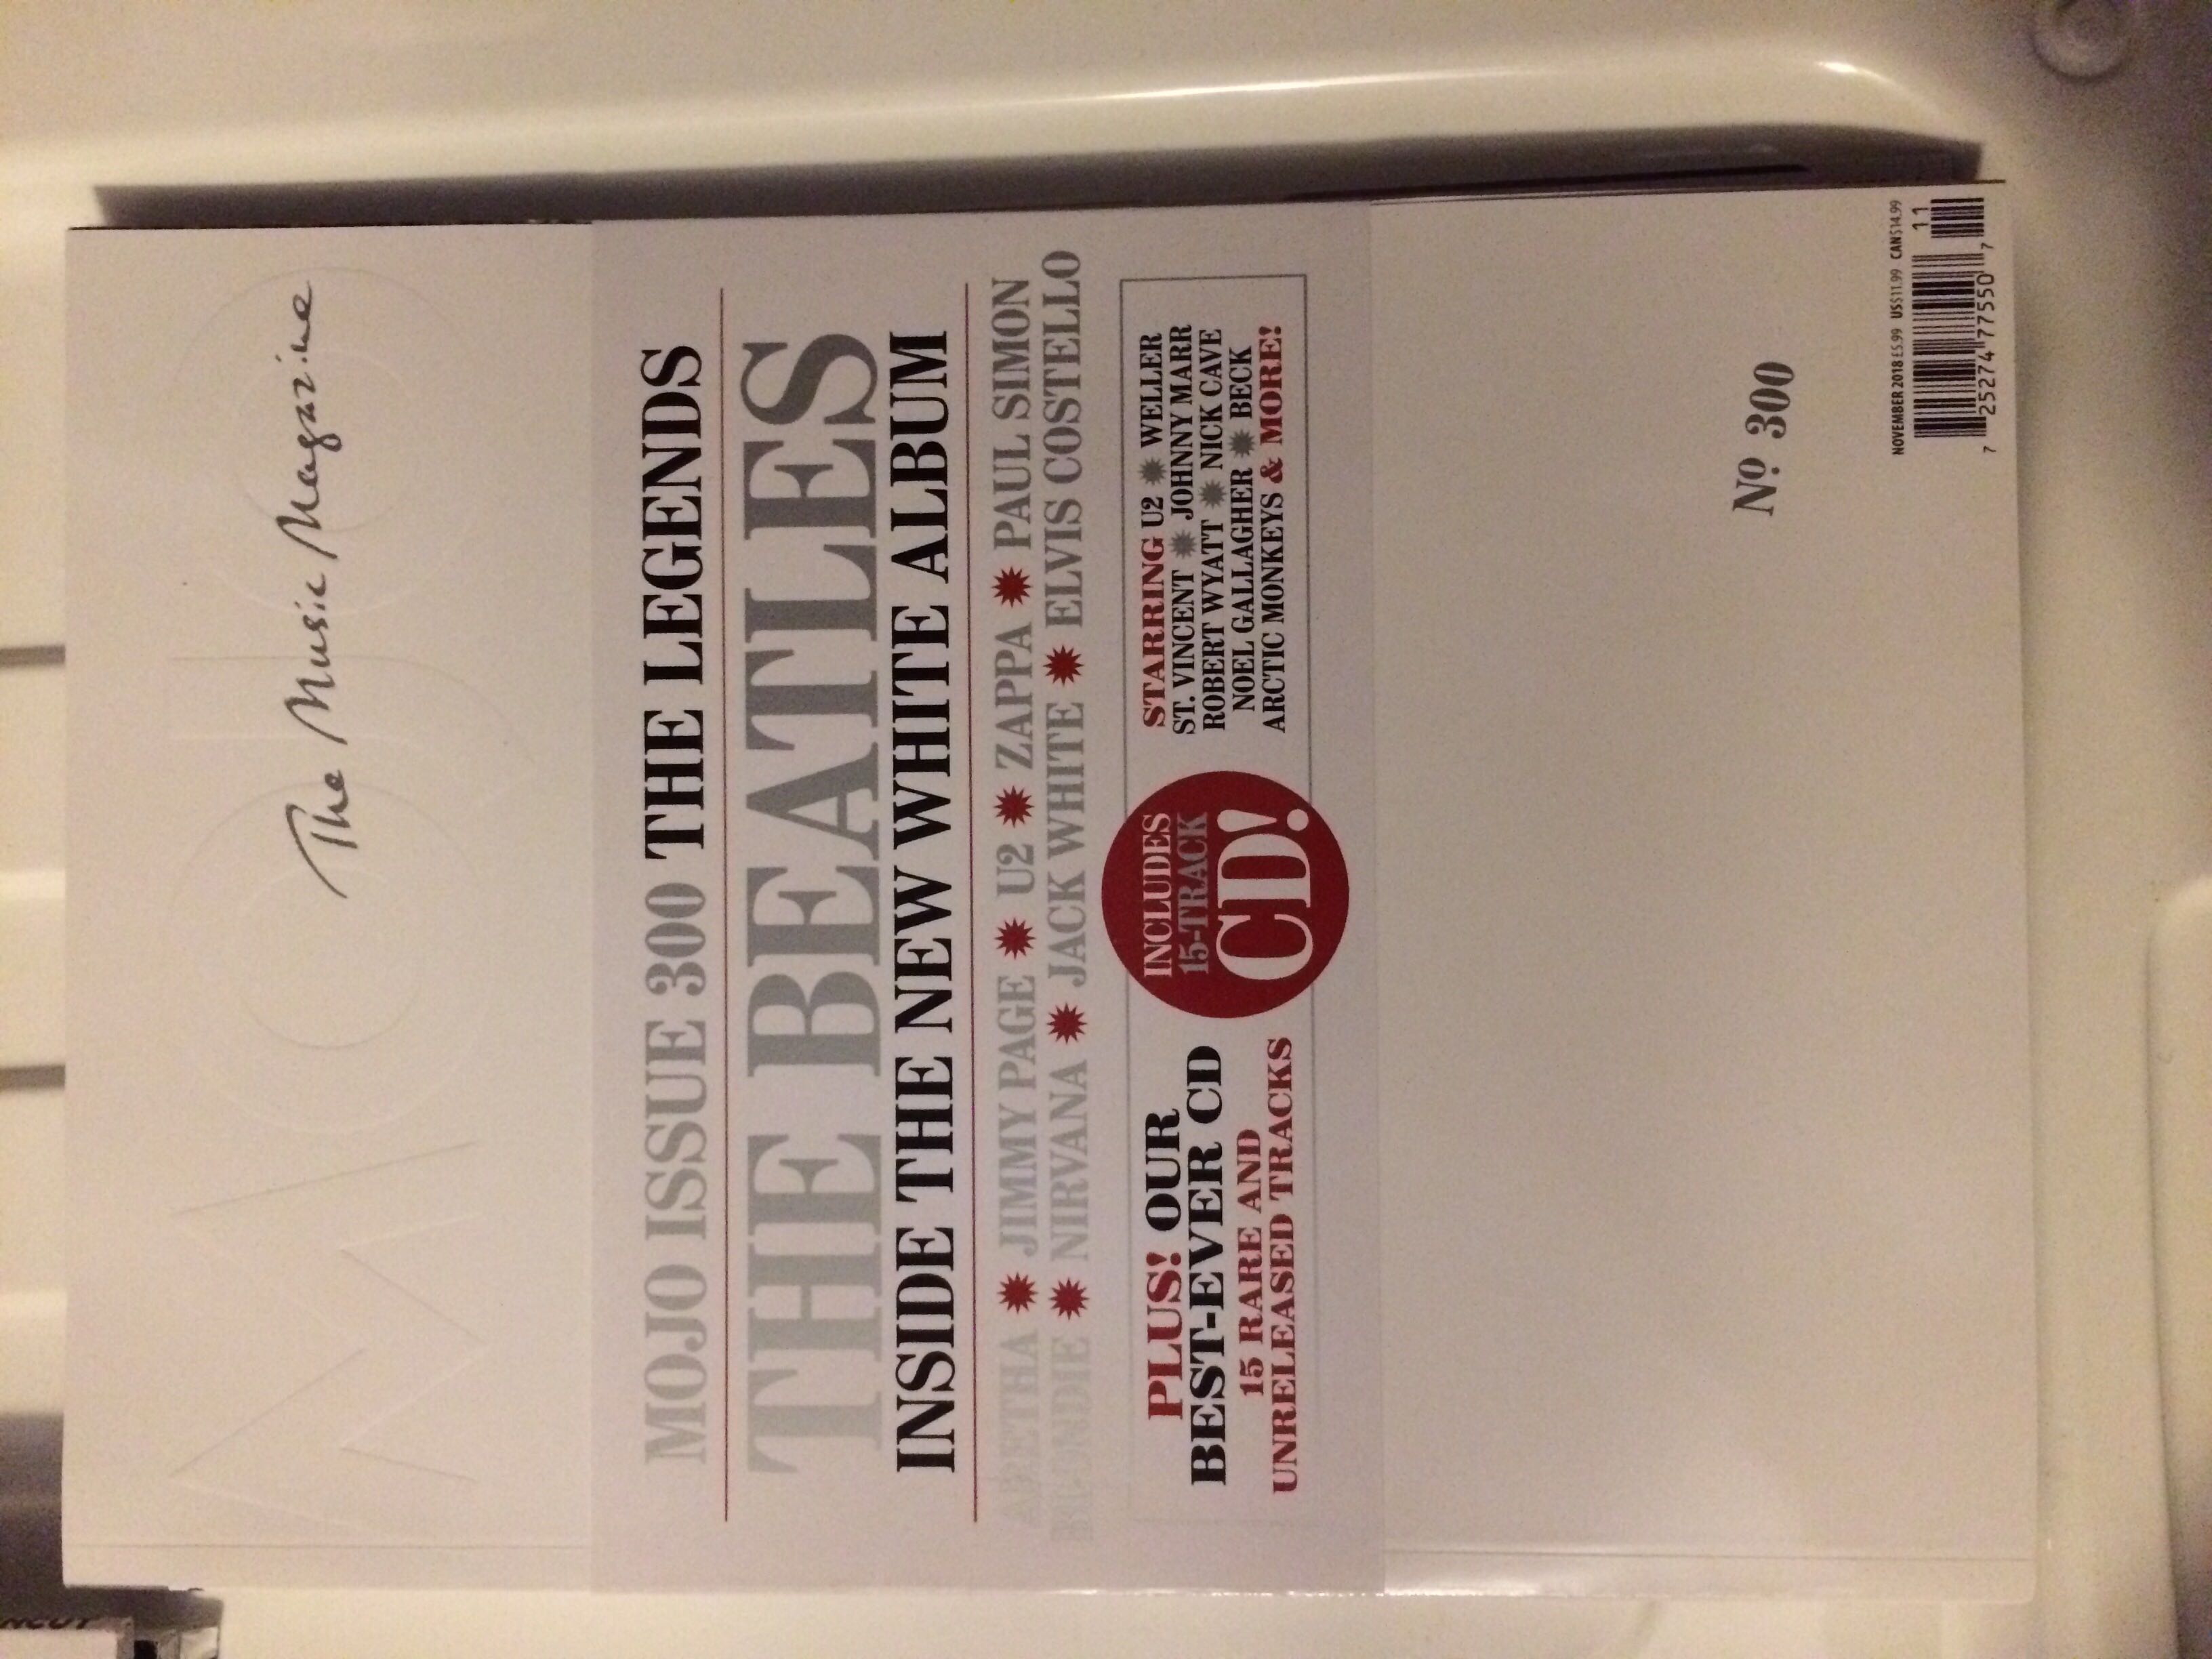 MOJO
The Music Magazine
MOJO ISSUE 300 THE LEGENDS
THE BEATLES
INSIDE THE NEW WHITE ALBUM
ARETHA ✹ JIMMY PAGE ✹ U2 ✹ ZAPPA ✹ PAUL SIMON
BLONDIE ✹ NIRVANA ✹ JACK WHITE ✹ ELVIS COSTELLO
PLUS! OUR
BEST-EVER CD
15 RARE AND
UNRELEASED TRACKS
INCLUDES
15-TRACK
CD!
STARRING U2 ✹ WELLER
ST. VINCENT ✹ JOHNNY MARR
ROBERT WYATT ✹ NICK CAVE
NOEL GALLAGHER ✹ BECK
ARCTIC MONKEYS & MORE!
Nº 300
NOVEMBER 2018 £5.99 US$11.99 CAN$14.99
11
7 25274 77550 7